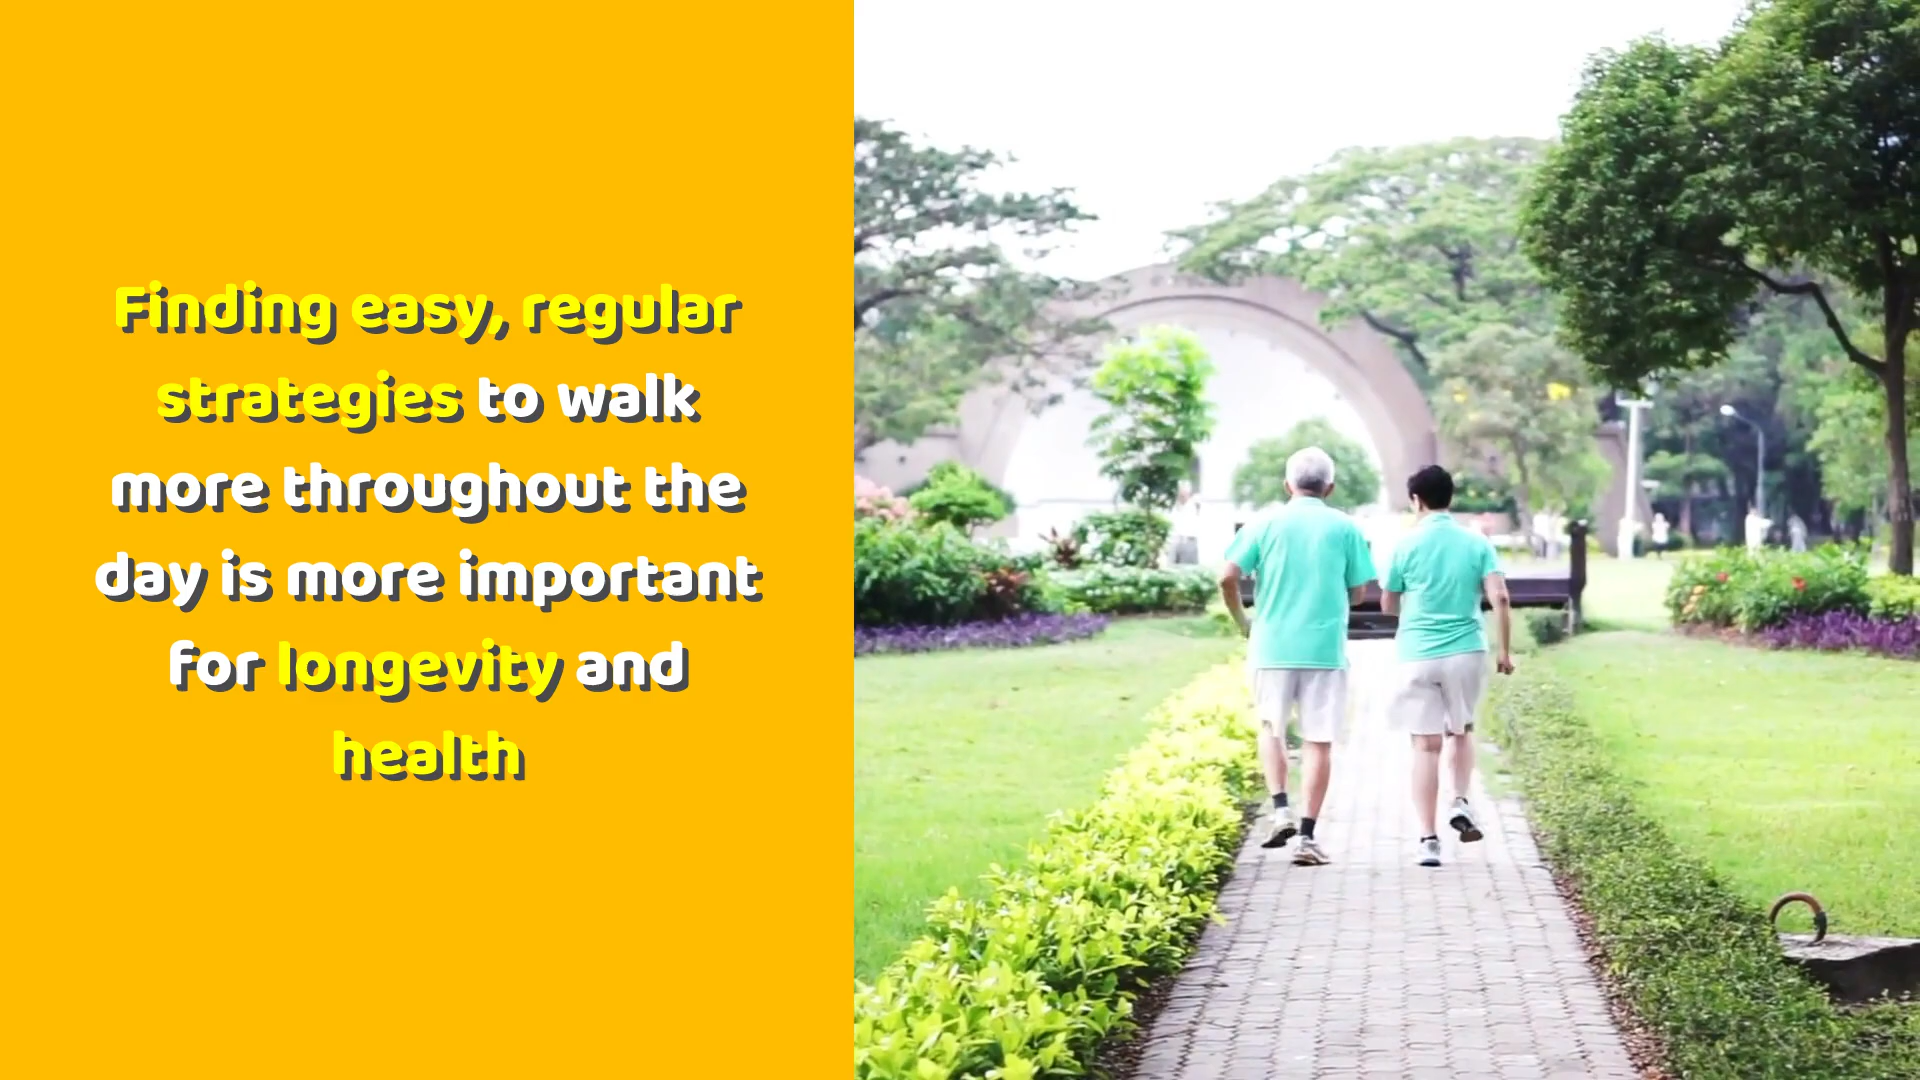 Finding easy, regular
strategies to walk
more throughout the
day is more important
for longevity and
health